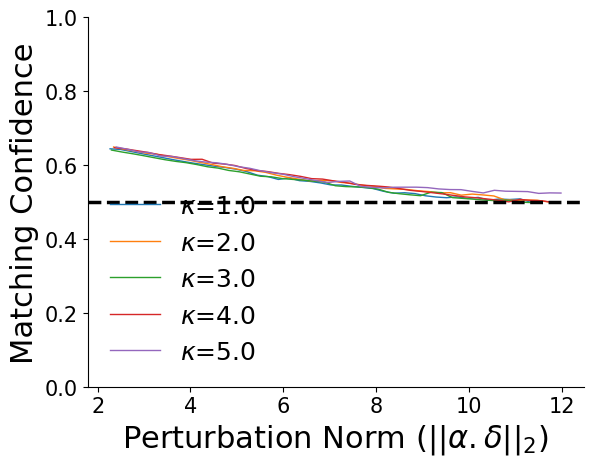 1.0
0.8
0.6
0.4
0.2
0.0
Matching Confidence
κ=1.0
κ=2.0
κ=3.0
κ=4.0
κ=5.0
2 4 6 8 10 12
Perturbation Norm (||α.δ||₂)